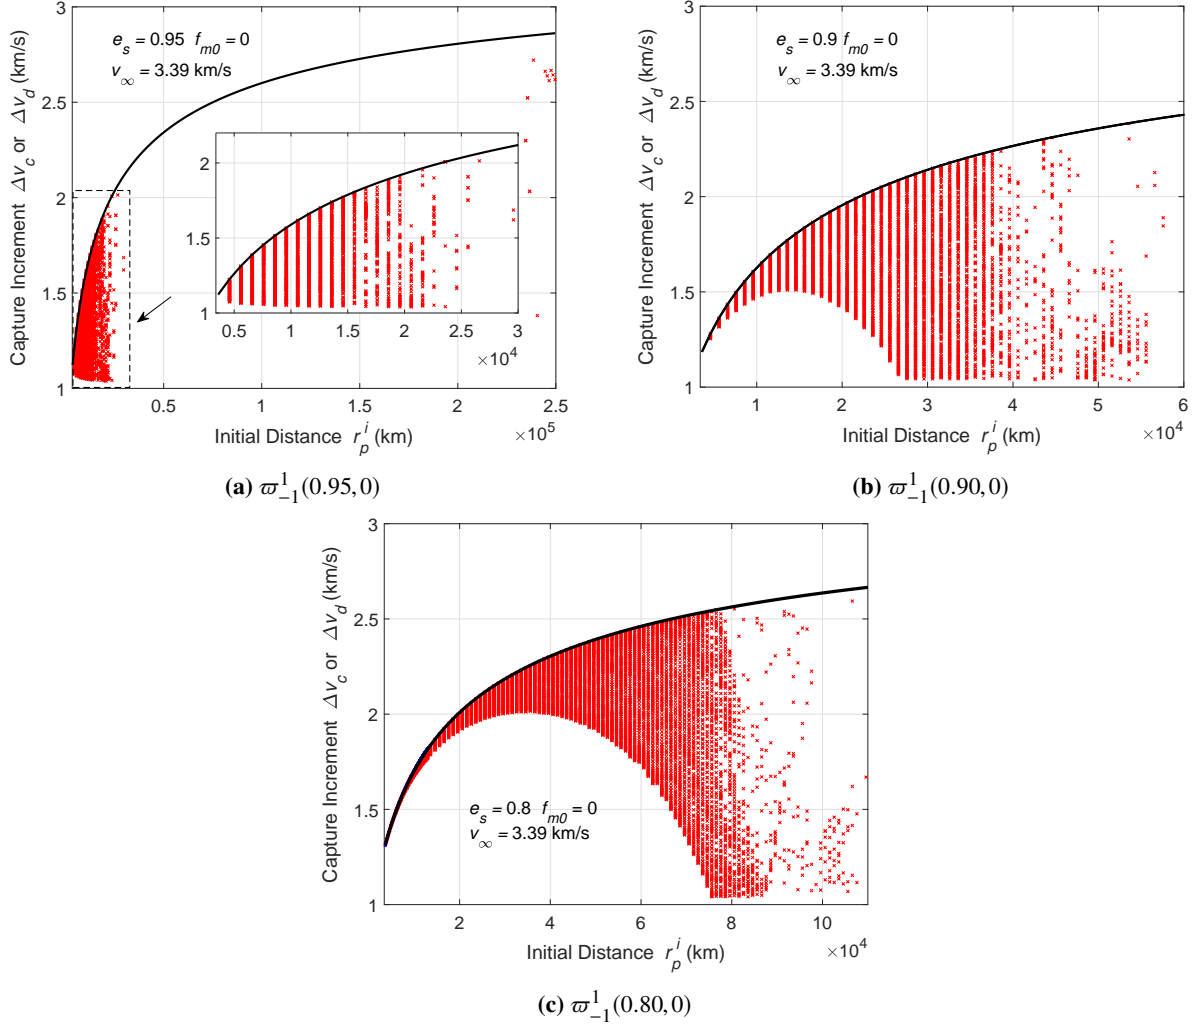 Capture Increment Δv_c or Δv_d (km/s)
3
2.5
2
1.5
1
e_s = 0.95 f_m0 = 0
v_∞ = 3.39 km/s
2
1.5
1
0.5 1 1.5 2 2.5 3
×10^4
0.5 1 1.5 2 2.5
×10^5
Initial Distance r_p^i (km)
(a) ϖ_{-1}^1(0.95, 0)
Capture Increment Δv_c or Δv_d (km/s)
3
2.5
2
1.5
1
e_s = 0.9 f_m0 = 0
v_∞ = 3.39 km/s
1 2 3 4 5 6
×10^4
Initial Distance r_p^i (km)
(b) ϖ_{-1}^1(0.90, 0)
Capture Increment Δv_c or Δv_d (km/s)
3
2.5
2
1.5
1
e_s = 0.8 f_m0 = 0
v_∞ = 3.39 km/s
2 4 6 8 10
×10^4
Initial Distance r_p^i (km)
(c) ϖ_{-1}^1(0.80, 0)